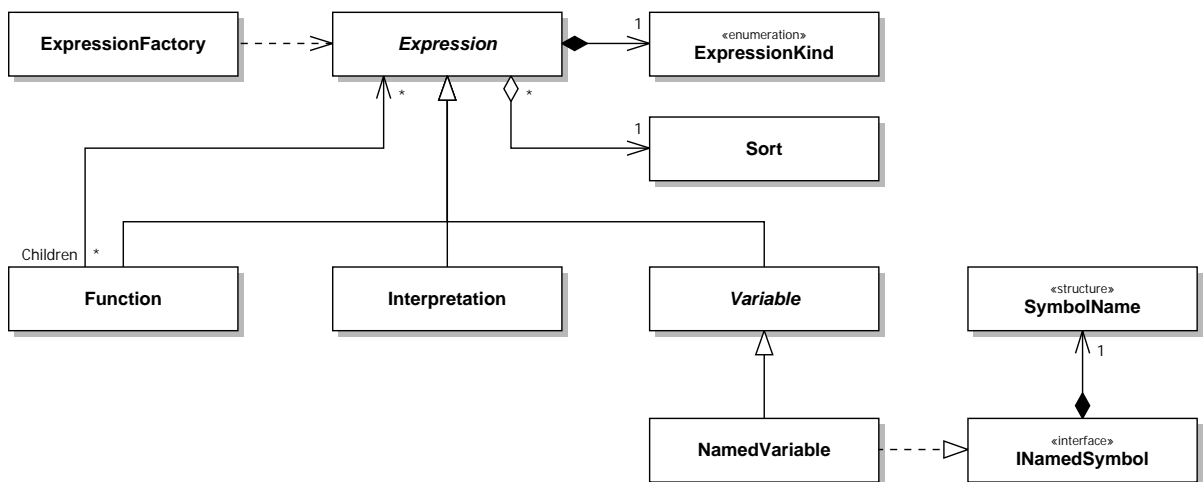 ExpressionFactory
Expression
1
«enumeration»
ExpressionKind
*
*
1
Sort
Children
*
Function
Interpretation
Variable
«structure»
SymbolName
1
NamedVariable
«interface»
INamedSymbol